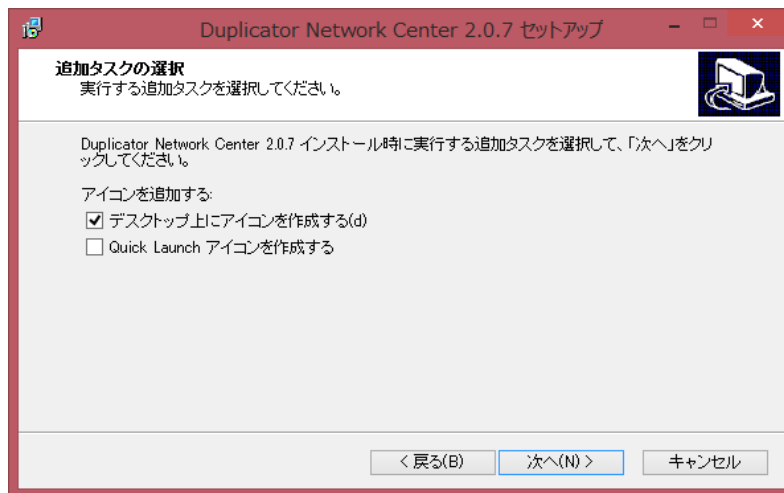 Duplicator Network Center 2.0.7 セットアップ
追加タスクの選択
実行する追加タスクを選択してください。
Duplicator Network Center 2.0.7 インストール時に実行する追加タスクを選択して、「次へ」をクリ
ックしてください。
アイコンを追加する:
デスクトップ上にアイコンを作成する(d)
Quick Launch アイコンを作成する
< 戻る(B)
次へ(N) >
キャンセル